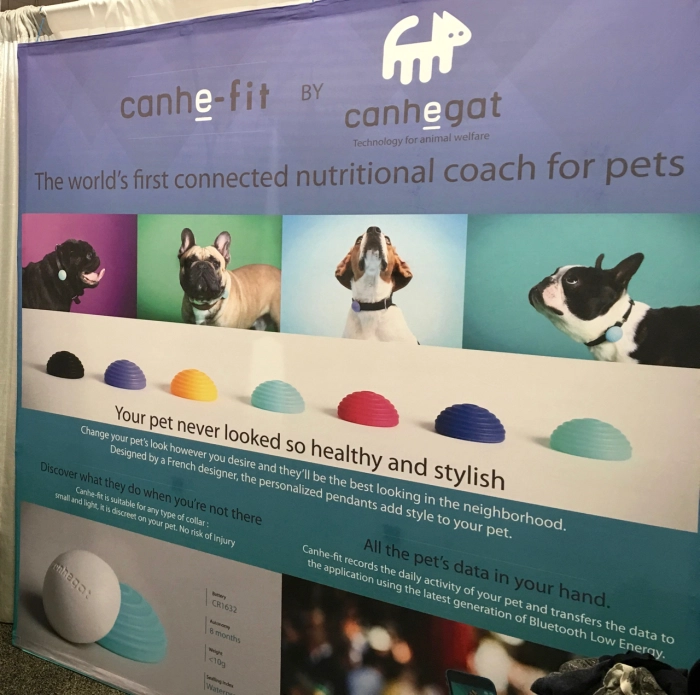 canhe-fit BY canhegat
Technology for animal welfare
The world's first connected nutritional coach for pets
Your pet never looked so healthy and stylish
Change your pet's look however you desire and they'll be the best looking in the neighborhood.
Designed by a French designer, the personalized pendants add style to your pet.
Discover what they do when you're not there
Canhe-fit is suitable for any type of collar :
small and light, it is discreet on your pet. No risk of injury
canhegat
Battery
CR1632
Autonomy
8 months
Weight
<10g
All the pet's data in your hand.
Canhe-fit records the daily activity of your pet and transfers the data to
the application using the latest generation of Bluetooth Low Energy.